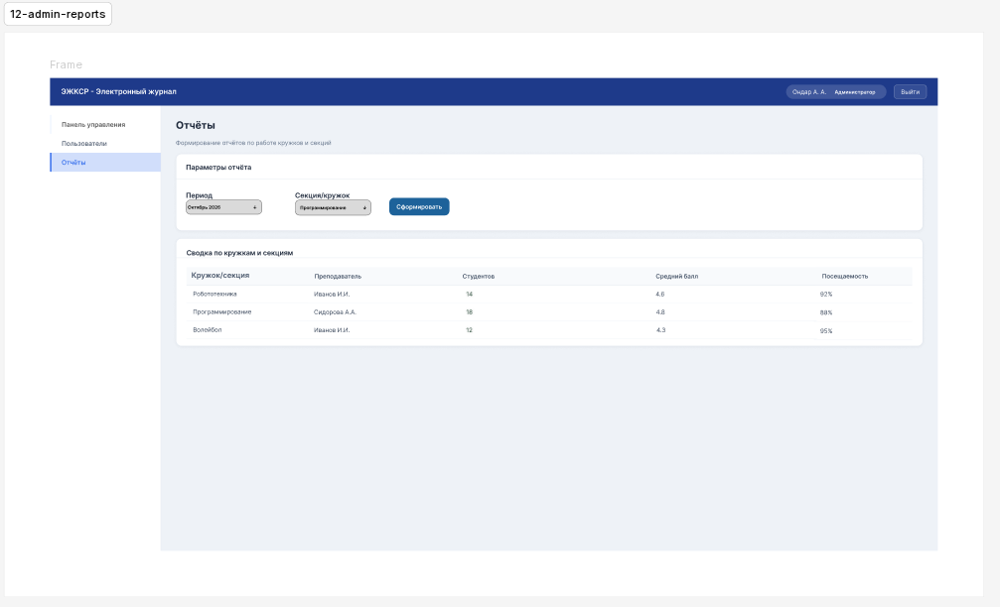 12-admin-reports
Frame
ЭЖКСР - Электронный журнал
Ондар А. А. Администратор
Выйти
Панель управления
Пользователи
Отчёты
Отчёты
Формирование отчётов по работе кружков и секций
Параметры отчёта
Период Секция/кружок
Октябрь 2026 ↓ Программирование ↓ Сформировать
Сводка по кружкам и секциям
Кружок/секция Преподаватель Студентов Средний балл Посещаемость
Робототехника Иванов И.И. 14 4.6 92%
Программирование Сидорова А.А. 18 4.8 88%
Волейбол Иванов И.И. 12 4.3 95%